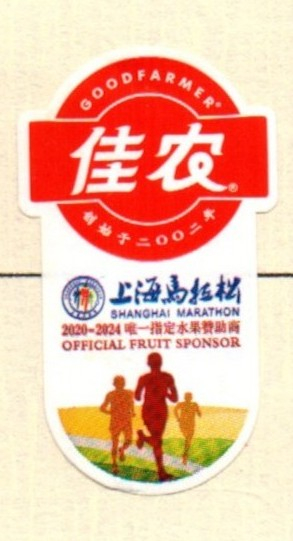 GOODFARMER®
佳农®
创始于二〇〇二年
上海馬拉松
SHANGHAI MARATHON
2020-2024 唯一指定水果赞助商
OFFICIAL FRUIT SPONSOR